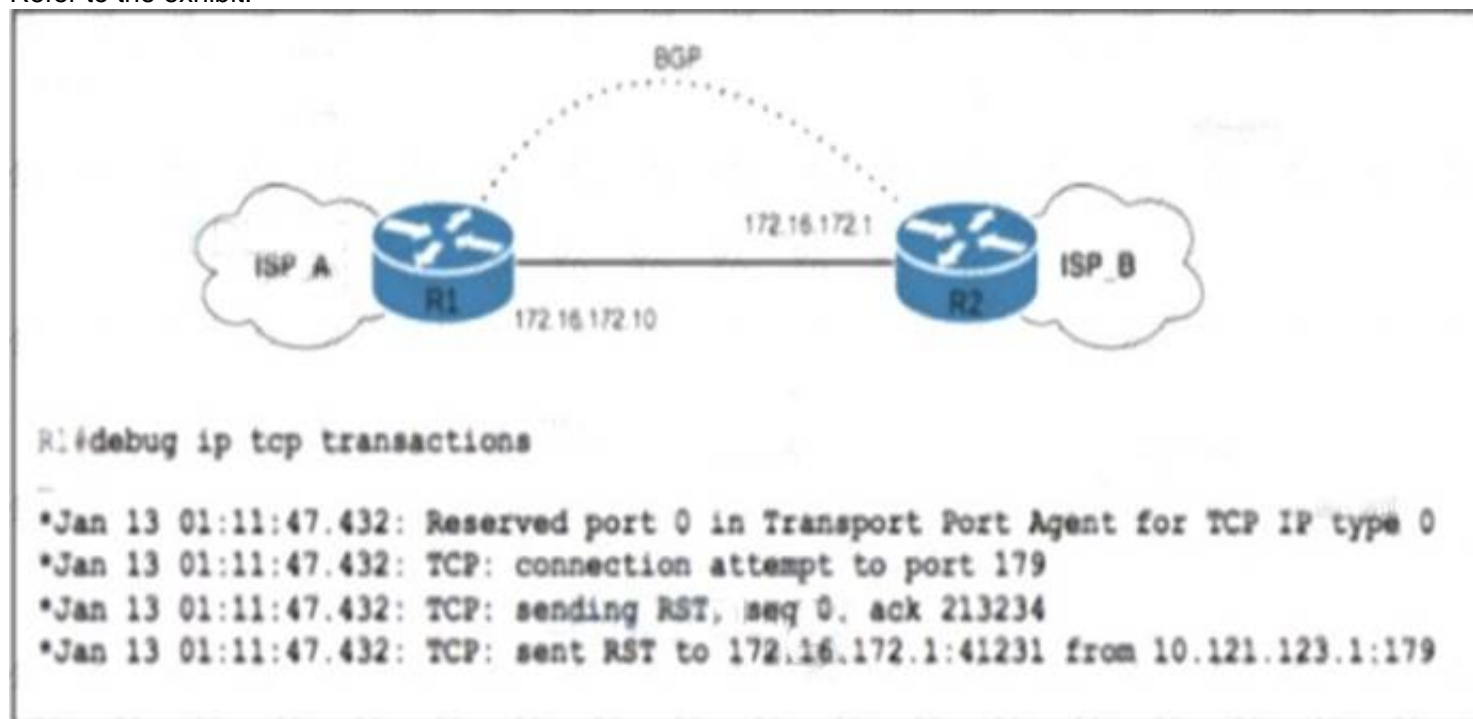 Refer to the exhibit.
BGP
172.16.172.1
ISP_A
ISP_B
R1
R2
172.16.172.10
R1#debug ip tcp transactions
*Jan 13 01:11:47.432: Reserved port 0 in Transport Port Agent for TCP IP type 0
*Jan 13 01:11:47.432: TCP: connection attempt to port 179
*Jan 13 01:11:47.432: TCP: sending RST, seq 0, ack 213234
*Jan 13 01:11:47.432: TCP: sent RST to 172.16.172.1:41231 from 10.121.123.1:179